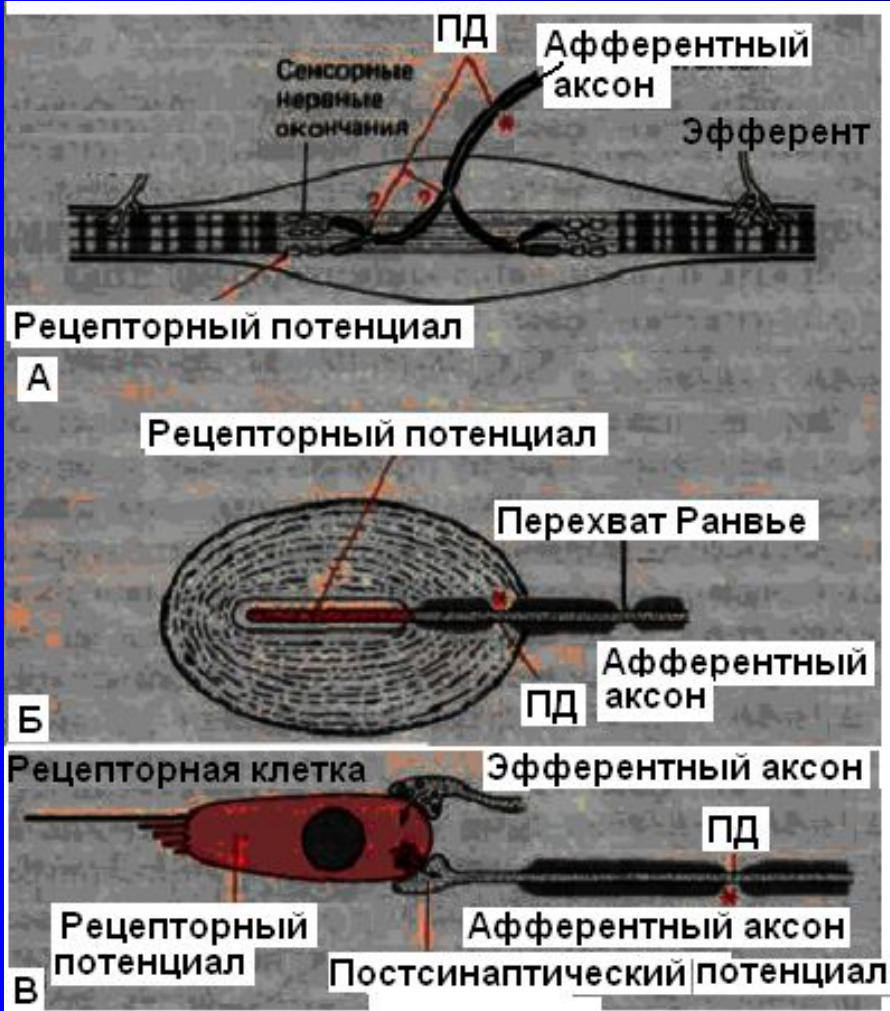 ПД
Афферентный
аксон
Сенсорные
нервные
окончания
Эфферент
?
?
Рецепторный потенциал
А
Рецепторный потенциал
Перехват Ранвье
Афферентный
аксон
ПД
Б
Рецепторная клетка
Эфферентный аксон
ПД
Рецепторный
потенциал
Афферентный аксон
Постсинаптический потенциал
В